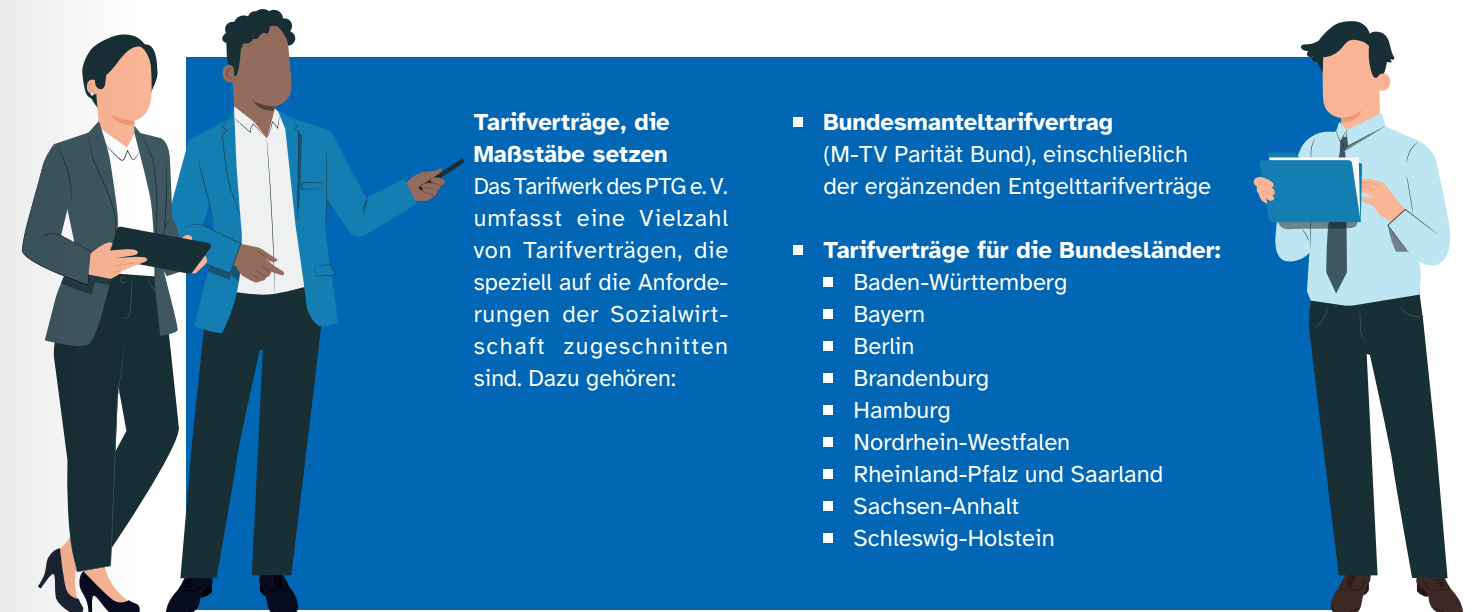 Tarifverträge, die
Maßstäbe setzen
Das Tarifwerk des PTG e. V.
umfasst eine Vielzahl
von Tarifverträgen, die
speziell auf die Anforde-
rungen der Sozialwirt-
schaft zugeschnitten
sind. Dazu gehören:
Bundesmanteltarifvertrag
(M-TV Parität Bund), einschließlich
der ergänzenden Entgelttarifverträge
Tarifverträge für die Bundesländer:
Baden-Württemberg
Bayern
Berlin
Brandenburg
Hamburg
Nordrhein-Westfalen
Rheinland-Pfalz und Saarland
Sachsen-Anhalt
Schleswig-Holstein